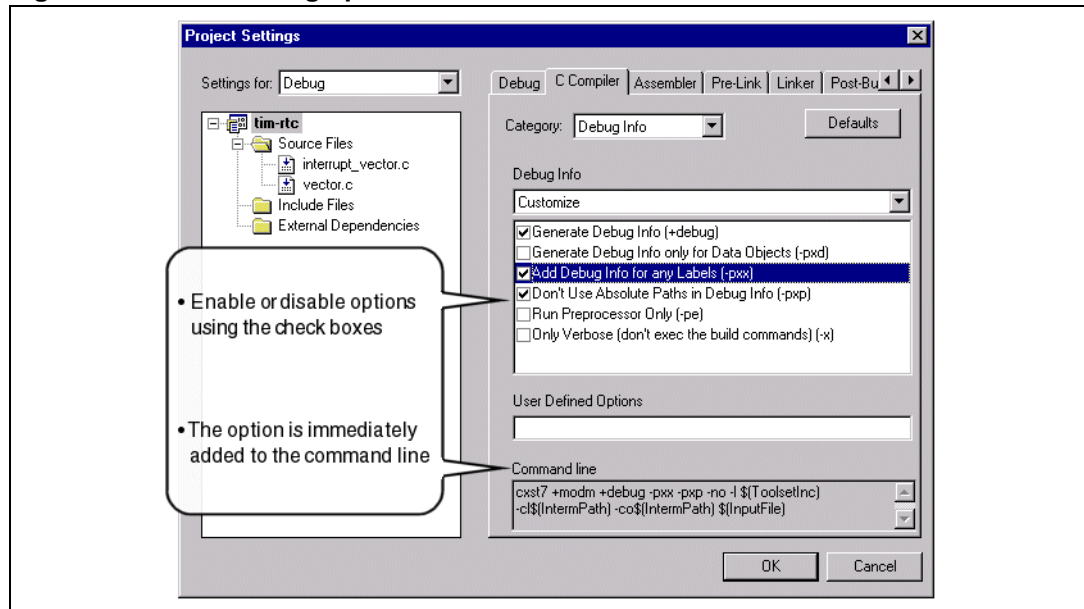 Project Settings
Settings for: Debug
tim-rtc
Source Files
interrupt_vector.c
vector.c
Include Files
External Dependencies
• Enable or disable options
using the check boxes
• The option is immediately
added to the command line
Debug C Compiler Assembler Pre-Link Linker Post-Bu
Category: Debug Info Defaults
Debug Info
Customize
Generate Debug Info (+debug)
Generate Debug Info only for Data Objects (-pxd)
Add Debug Info for any Labels (-pxx)
Don't Use Absolute Paths in Debug Info (-pxp)
Run Preprocessor Only (-pe)
Only Verbose (don't exec the build commands) (-x)
User Defined Options
Command line
cxst7 +modm +debug -pxx -pxp -no -l $(ToolsetInc)
-cl$(IntermPath) -co$(IntermPath) $(InputFile)
OK Cancel